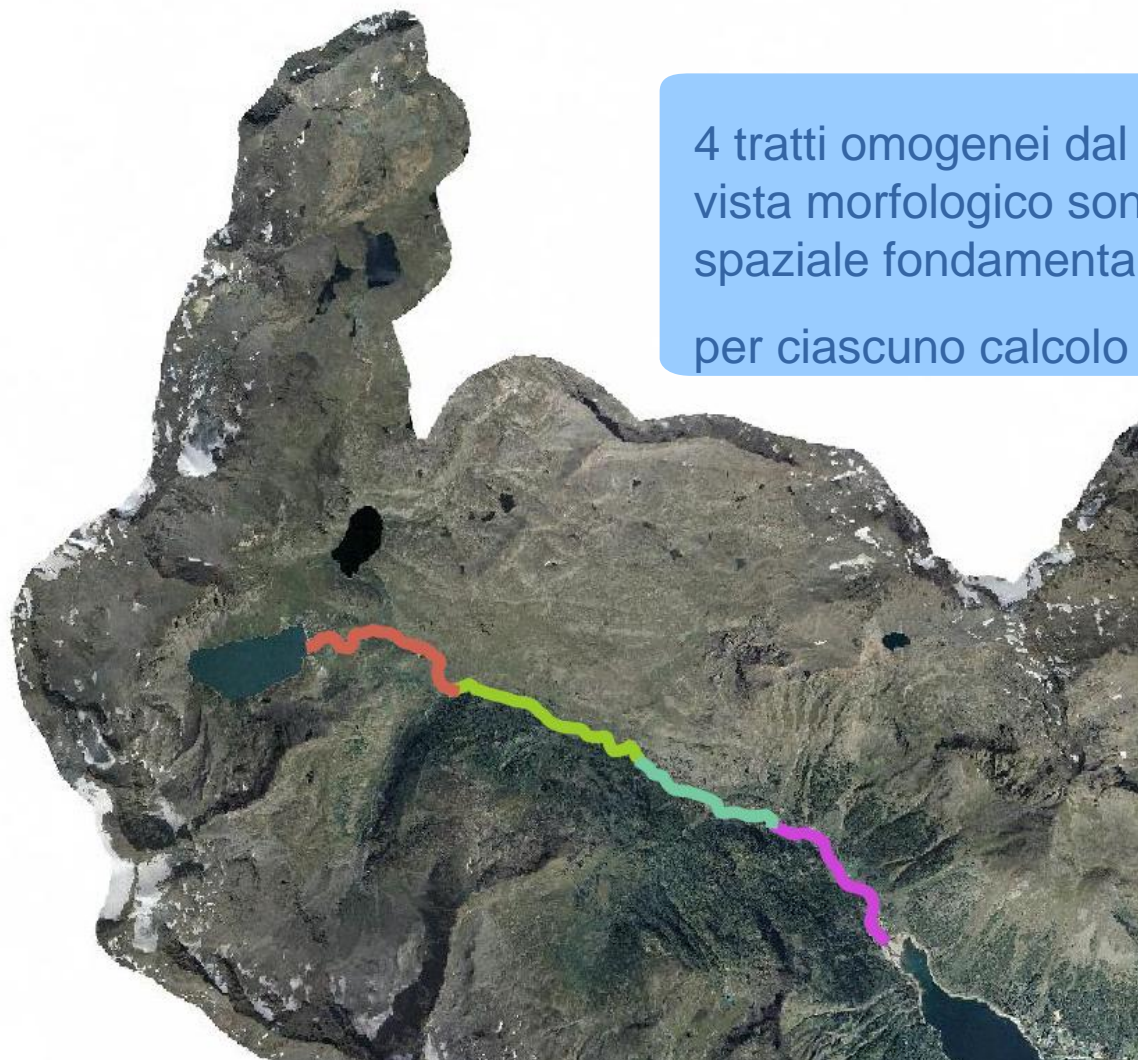 4 tratti omogenei dal
vista morfologico son
spaziale fondamenta
per ciascuno calcolo